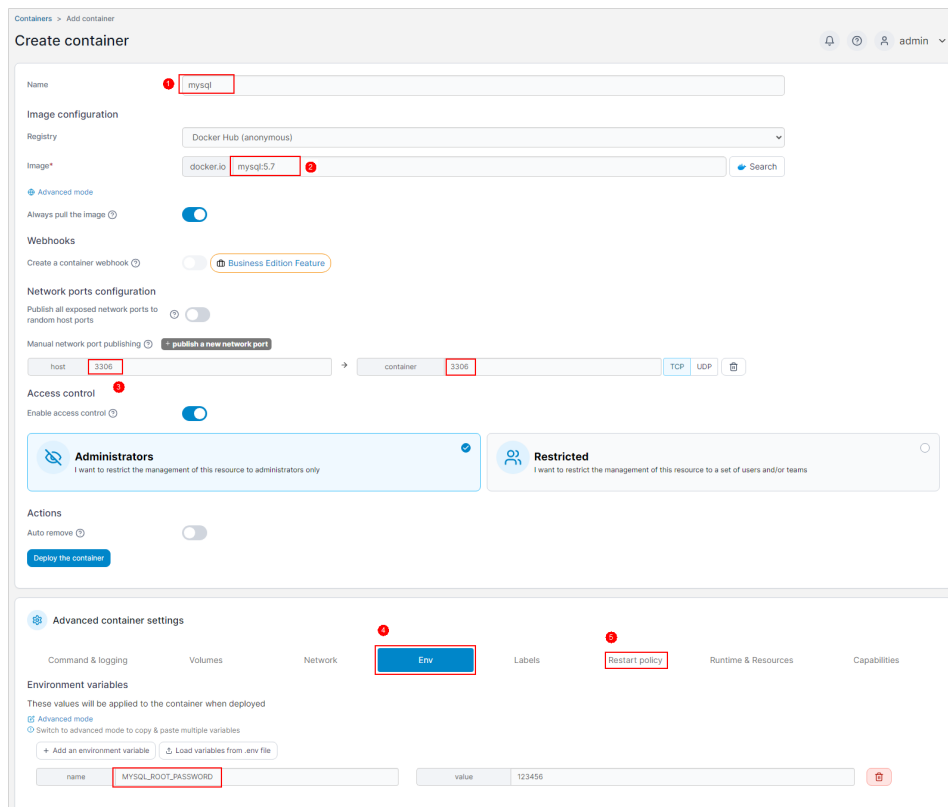 Containers > Add container
Create container
admin
Name
1
mysql
Image configuration
Registry
Docker Hub (anonymous)
Image*
docker.io
mysql:5.7
2
Search
Advanced mode
Always pull the image
Webhooks
Create a container webhook
Business Edition Feature
Network ports configuration
Publish all exposed network ports to
random host ports
Manual network port publishing
+ publish a new network port
host
3306
→
container
3306
TCP
UDP
3
Access control
Enable access control
Administrators
I want to restrict the management of this resource to administrators only
Restricted
I want to restrict the management of this resource to a set of users and/or teams
Actions
Auto remove
Deploy the container
Advanced container settings
4
5
Command & logging
Volumes
Network
Env
Labels
Restart policy
Runtime & Resources
Capabilities
Environment variables
These values will be applied to the container when deployed
Advanced mode
Switch to advanced mode to copy & paste multiple variables
+ Add an environment variable
Load variables from .env file
name
MYSQL_ROOT_PASSWORD
value
123456